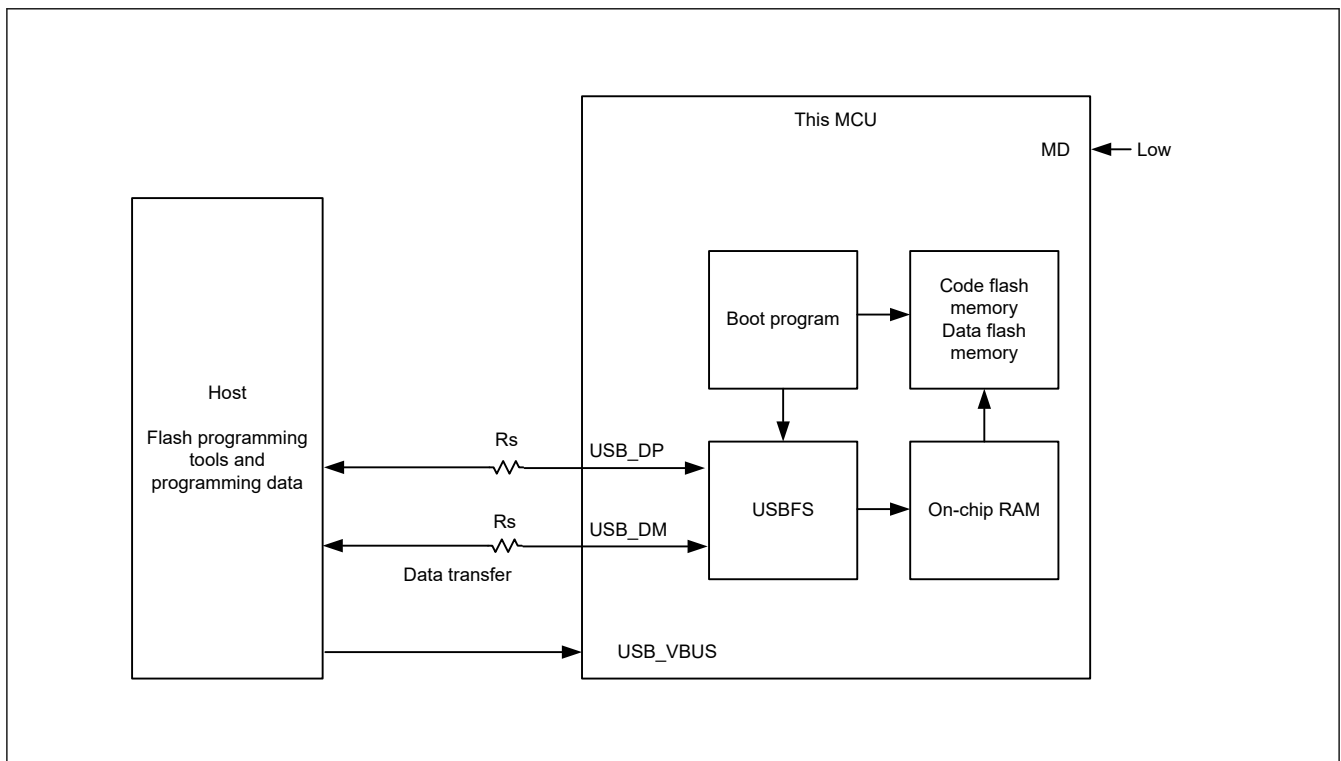 This MCU
MD
Low
Boot program
Code flash
memory
Data flash
memory
Host
Flash programming
tools and
programming data
Rs
USB_DP
USBFS
On-chip RAM
Rs
USB_DM
Data transfer
USB_VBUS